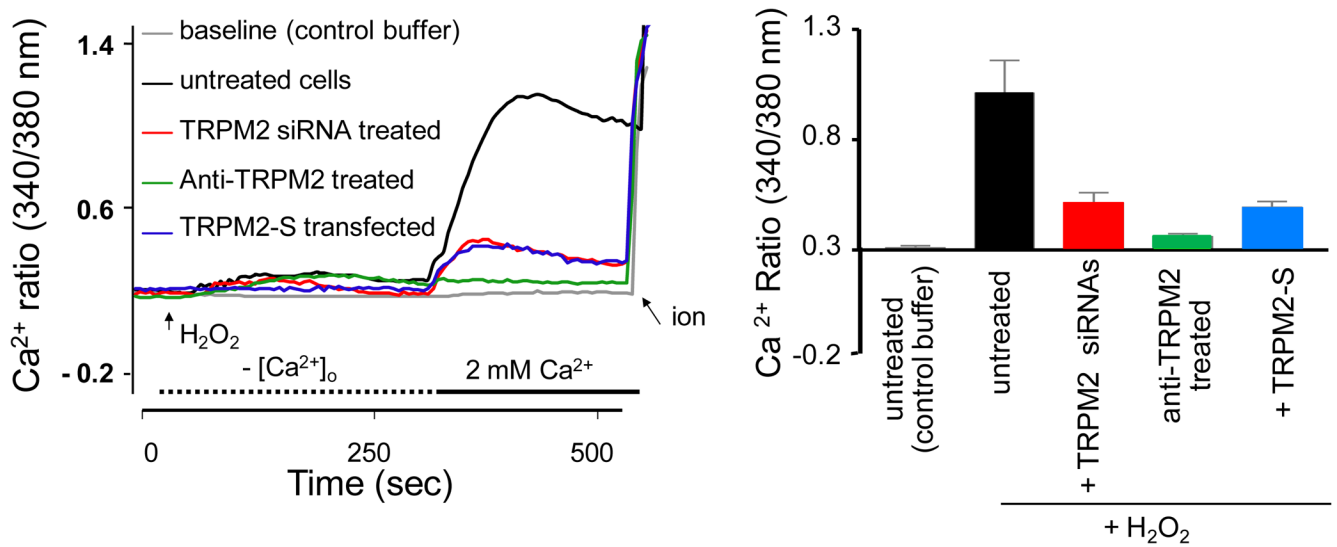 Ca²⁺ ratio (340/380 nm)
1.4
0.6
- 0.2
baseline (control buffer)
untreated cells
TRPM2 siRNA treated
Anti-TRPM2 treated
TRPM2-S transfected
H₂O₂
ion
- [Ca²⁺]ₒ
2 mM Ca²⁺
0
250
500
Time (sec)
Ca ²⁺ Ratio (340/380 nm)
1.3
0.8
0.3
-0.2
untreated
(control buffer)
untreated
+ TRPM2 siRNAs
anti-TRPM2
treated
+ TRPM2-S
+ H₂O₂